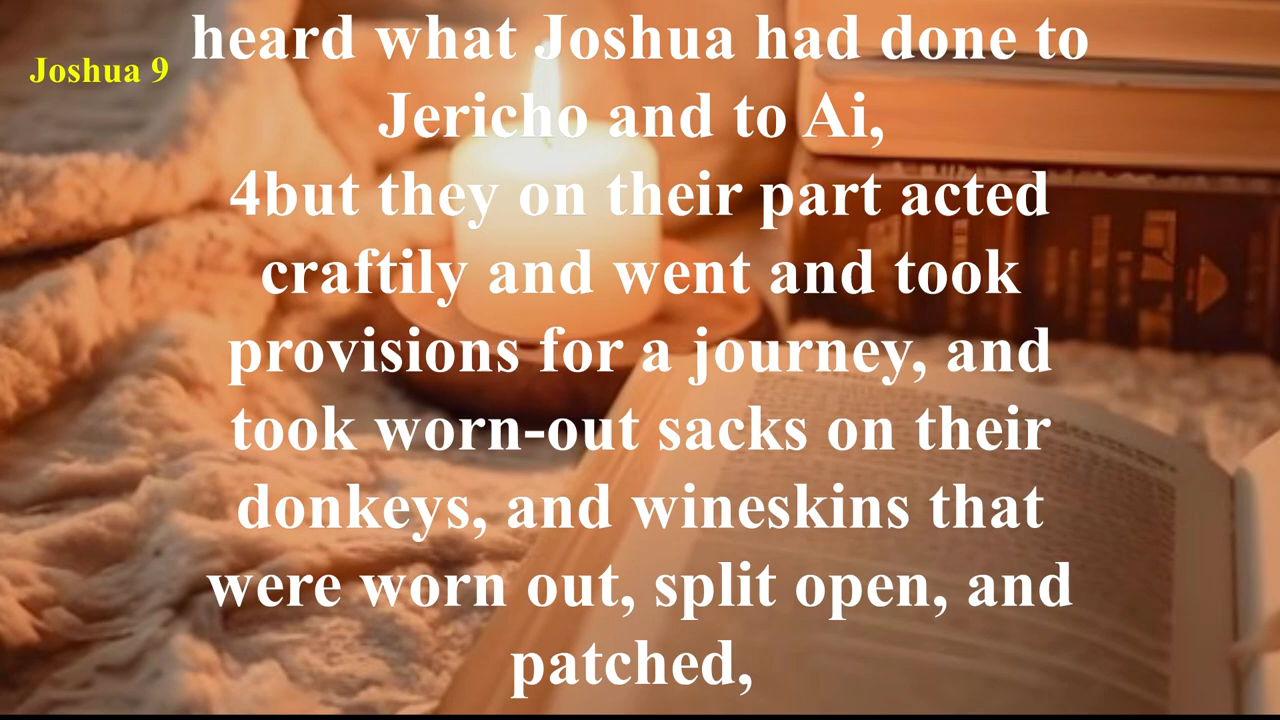 Joshua 9
heard what Joshua had done to
Jericho and to Ai,
4but they on their part acted
craftily and went and took
provisions for a journey, and
took worn-out sacks on their
donkeys, and wineskins that
were worn out, split open, and
patched,